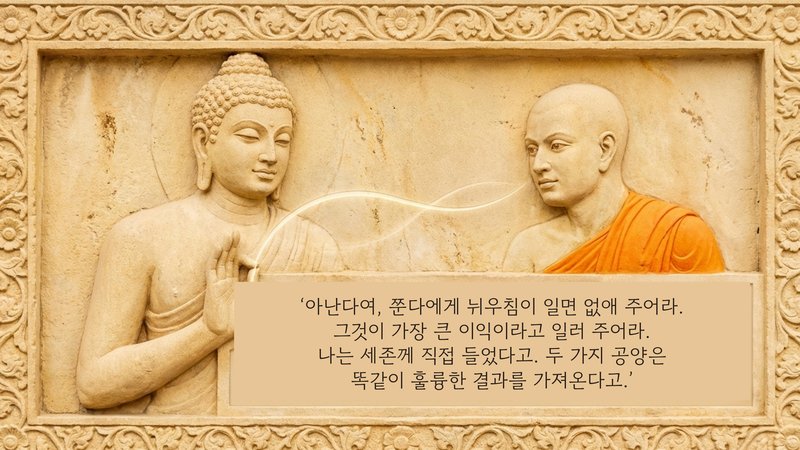 ‘아난다여, 쭌다에게 뉘우침이 일면 없애 주어라.
그것이 가장 큰 이익이라고 일러 주어라.
나는 세존께 직접 들었다고. 두 가지 공양은
똑같이 훌륭한 결과를 가져온다고.’